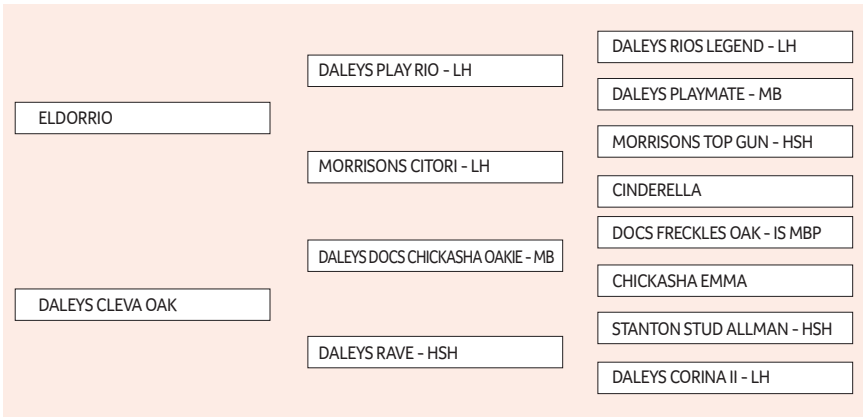 ELDORRIO
DALEYS CLEVA OAK
DALEYS PLAY RIO - LH
MORRISONS CITORI - LH
DALEYS DOCS CHICKASHA OAKIE - MB
DALEYS RAVE - HSH
DALEYS RIOS LEGEND - LH
DALEYS PLAYMATE - MB
MORRISONS TOP GUN - HSH
CINDERELLA
DOCS FRECKLES OAK - IS MBP
CHICKASHA EMMA
STANTON STUD ALLMAN - HSH
DALEYS CORINA II - LH